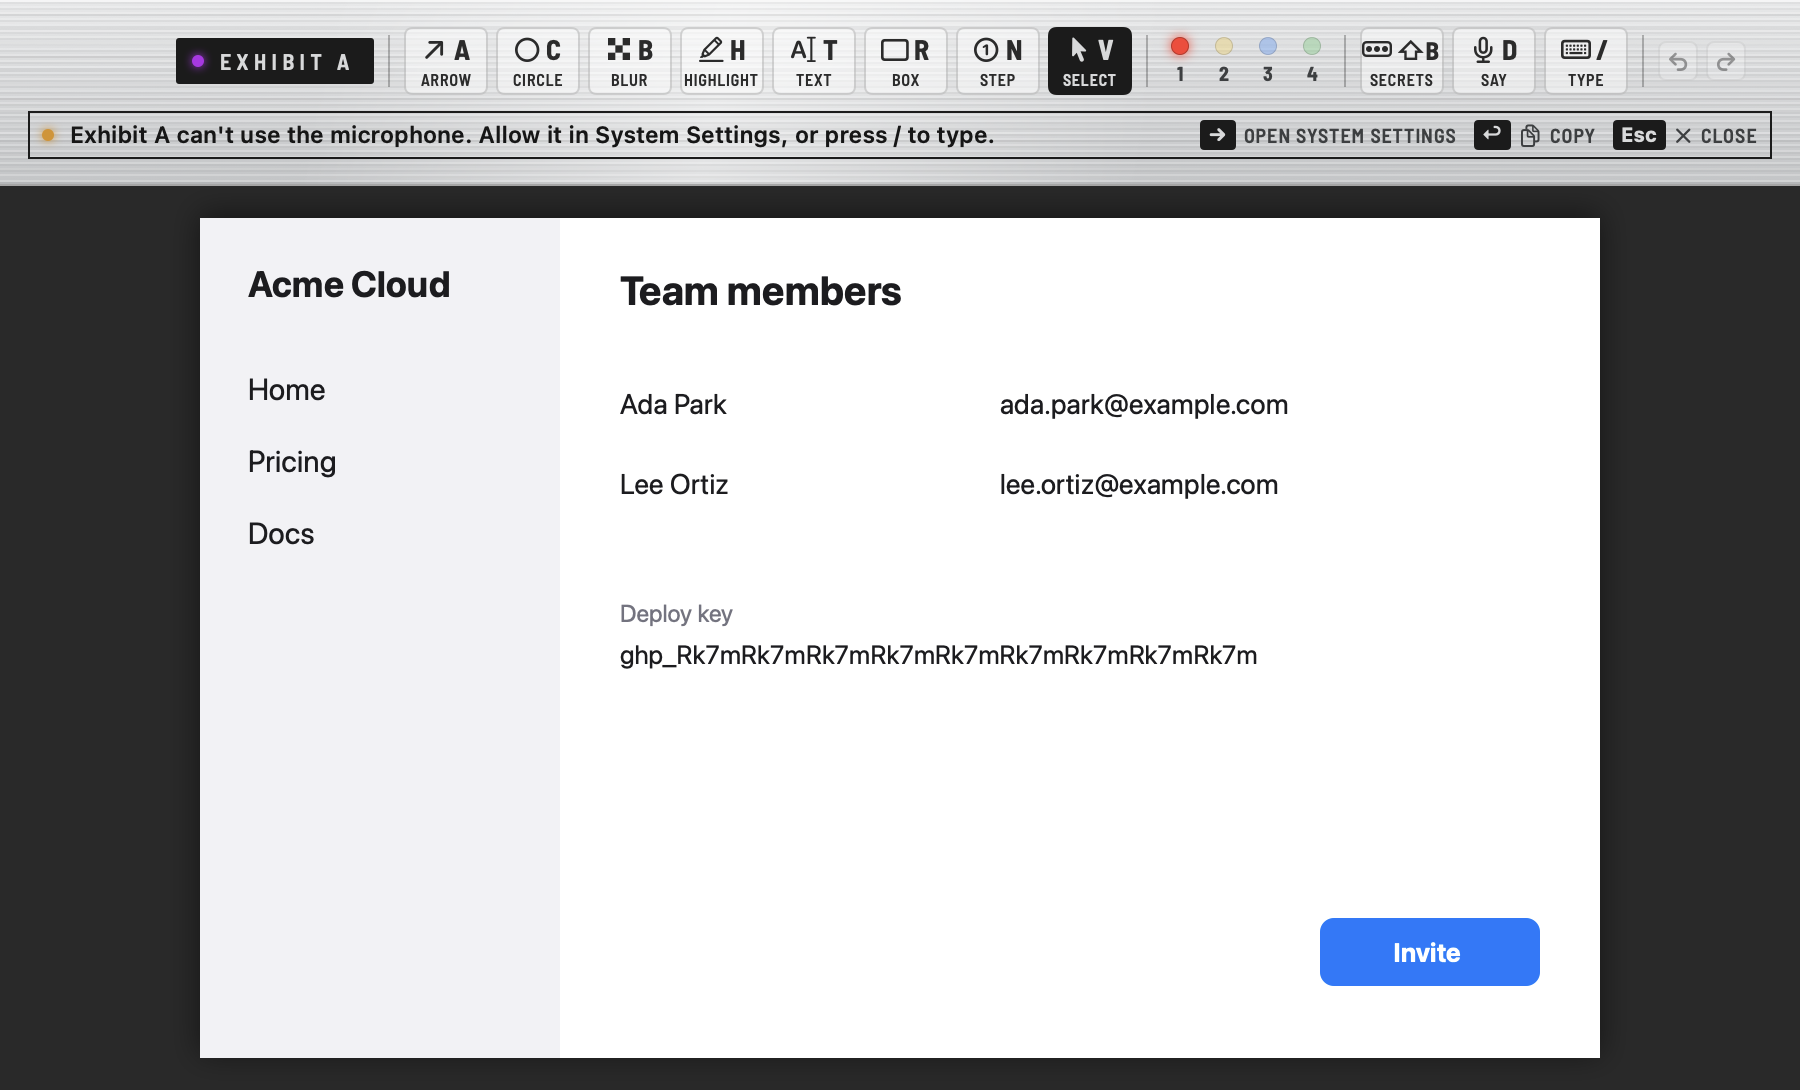 EXHIBIT A
A ARROW
C CIRCLE
B BLUR
H HIGHLIGHT
AI T TEXT
R BOX
1 N STEP
V SELECT
1 2 3 4
B SECRETS
D SAY
/ TYPE
Exhibit A can't use the microphone. Allow it in System Settings, or press / to type.
→ OPEN SYSTEM SETTINGS
COPY
Esc × CLOSE
Acme Cloud
Home
Pricing
Docs
Team members
Ada Park ada.park@example.com
Lee Ortiz lee.ortiz@example.com
Deploy key
ghp_Rk7mRk7mRk7mRk7mRk7mRk7mRk7mRk7mRk7m
Invite